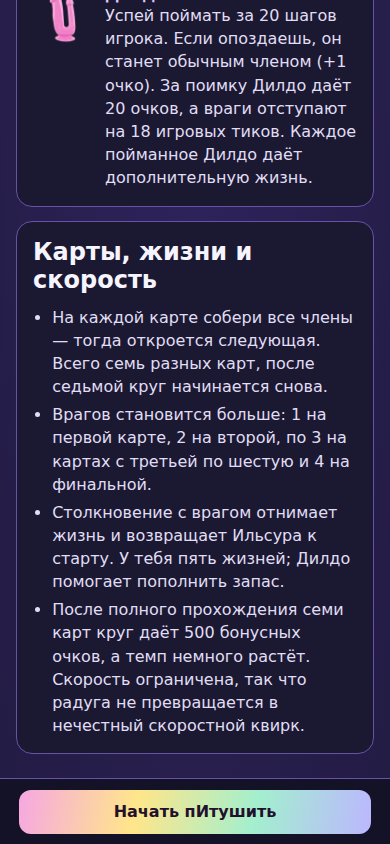 Успей поймать за 20 шагов
игрока. Если опоздаешь, он
станет обычным членом (+1
очко). За поимку Дилдо даёт
20 очков, а враги отступают
на 18 игровых тиков. Каждое
пойманное Дилдо даёт
дополнительную жизнь.
Карты, жизни и
скорость
• На каждой карте собери все члены
— тогда откроется следующая.
Всего семь разных карт, после
седьмой круг начинается снова.
• Врагов становится больше: 1 на
первой карте, 2 на второй, по 3 на
картах с третьей по шестую и 4 на
финальной.
• Столкновение с врагом отнимает
жизнь и возвращает Ильсура к
старту. У тебя пять жизней; Дилдо
помогает пополнить запас.
• После полного прохождения семи
карт круг даёт 500 бонусных
очков, а темп немного растёт.
Скорость ограничена, так что
радуга не превращается в
нечестный скоростной квирк.
Начать пИтушить